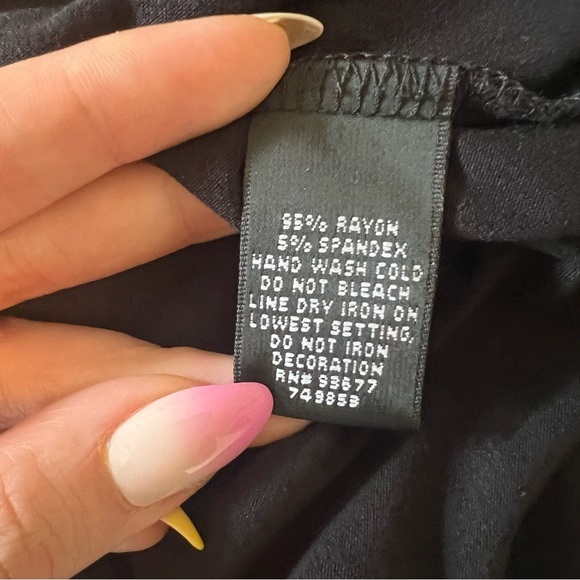 95% RAYON
5% SPANDEX
HAND WASH COLD
DO NOT BLEACH
LINE DRY IRON ON
LOWEST SETTING,
DO NOT IRON
DECORATION
RN# 93677
749853